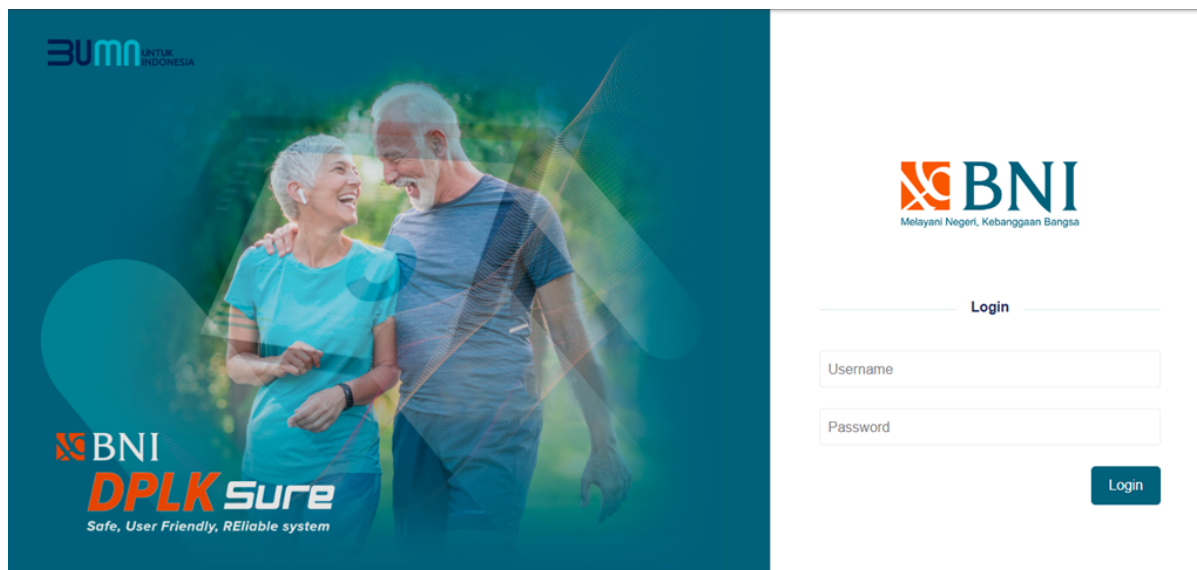 BUMN UNTUK
INDONESIA
BNI
DPLK Sure
Safe, User Friendly, REliable system
BNI
Melayani Negeri, Kebanggaan Bangsa
Login
Username
Password
Login